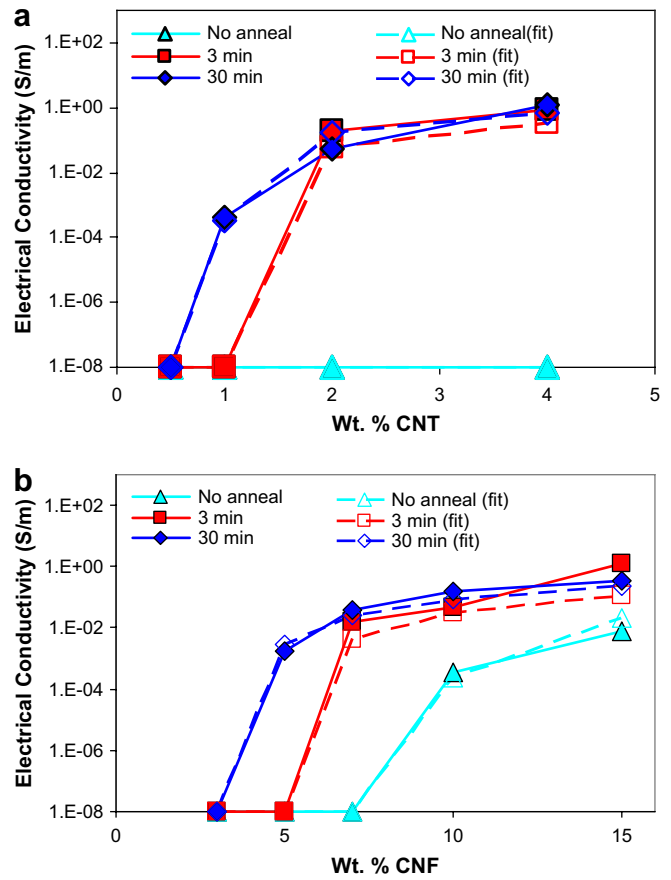 a
No anneal
No anneal(fit)
3 min
3 min (fit)
30 min
30 min (fit)
Electrical Conductivity (S/m)
1.E+02
1.E+00
1.E-02
1.E-04
1.E-06
1.E-08
0
1
2
3
4
5
Wt. % CNT
b
No anneal
No anneal (fit)
3 min
3 min (fit)
30 min
30 min (fit)
Electrical Conductivity (S/m)
1.E+02
1.E+00
1.E-02
1.E-04
1.E-06
1.E-08
0
5
10
15
Wt. % CNF